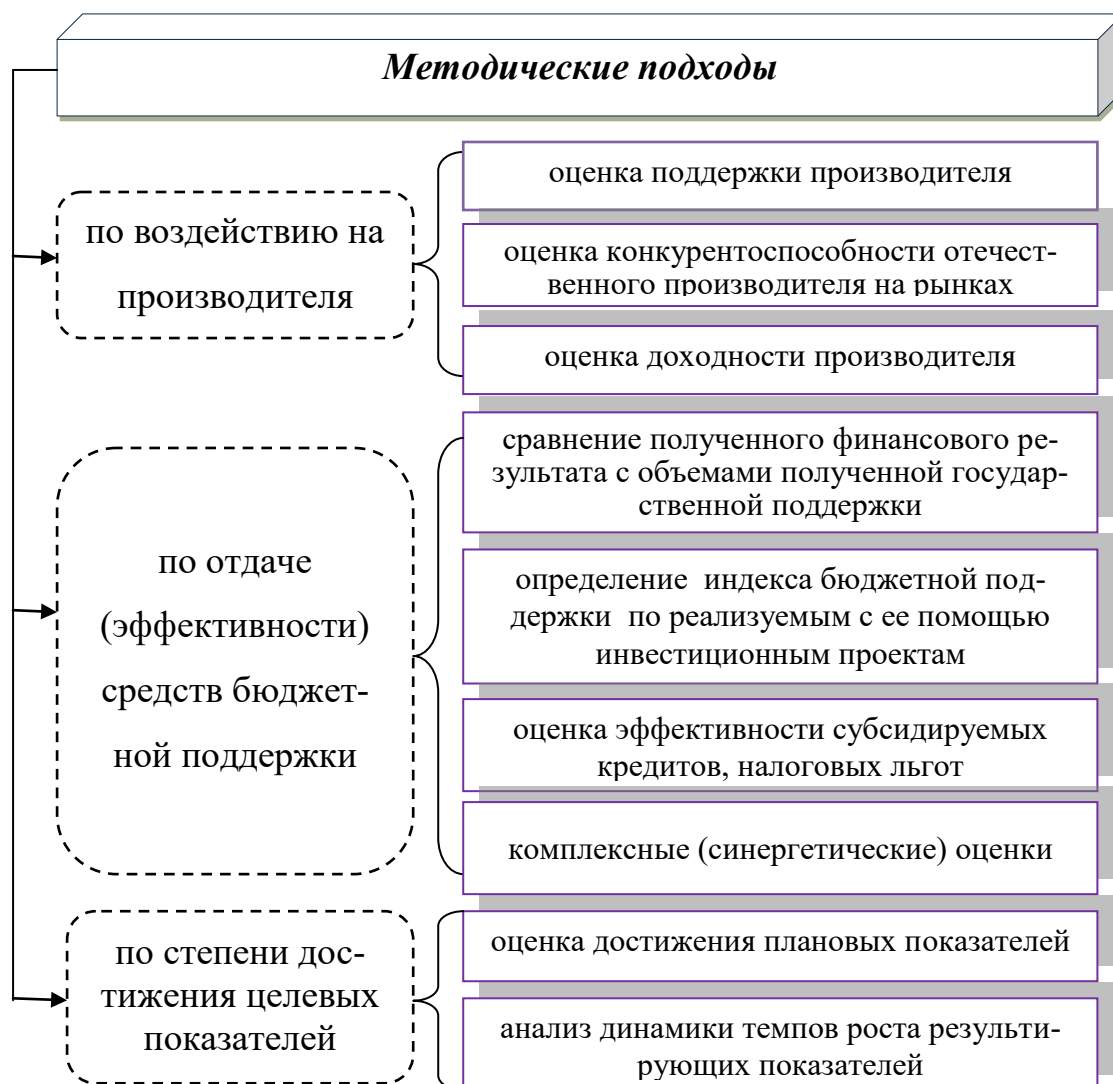 Методические подходы
по воздействию на
производителя
оценка поддержки производителя
оценка конкурентоспособности отечест-
венного производителя на рынках
оценка доходности производителя
по отдаче
(эффективности)
средств бюджет-
ной поддержки
сравнение полученного финансового ре-
зультата с объемами полученной государ-
ственной поддержки
определение индекса бюджетной под-
держки по реализуемым с ее помощью
инвестиционным проектам
оценка эффективности субсидируемых
кредитов, налоговых льгот
комплексные (синергетические) оценки
по степени дос-
тижения целевых
показателей
оценка достижения плановых показателей
анализ динамики темпов роста результи-
рующих показателей